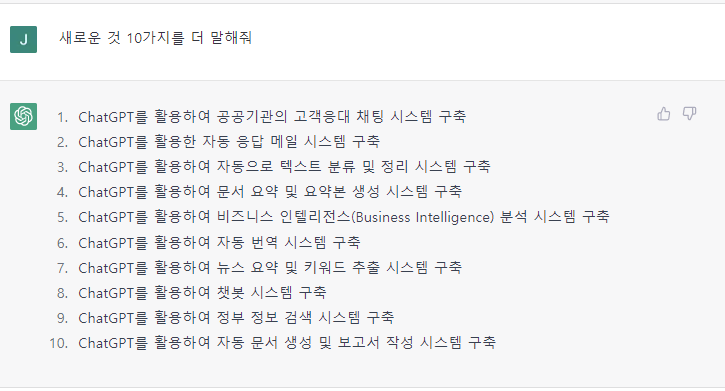 J 새로운 것 10가지를 더 말해줘
1. ChatGPT를 활용하여 공공기관의 고객응대 채팅 시스템 구축
2. ChatGPT를 활용한 자동 응답 메일 시스템 구축
3. ChatGPT를 활용하여 자동으로 텍스트 분류 및 정리 시스템 구축
4. ChatGPT를 활용하여 문서 요약 및 요약본 생성 시스템 구축
5. ChatGPT를 활용하여 비즈니스 인텔리전스(Business Intelligence) 분석 시스템 구축
6. ChatGPT를 활용하여 자동 번역 시스템 구축
7. ChatGPT를 활용하여 뉴스 요약 및 키워드 추출 시스템 구축
8. ChatGPT를 활용하여 챗봇 시스템 구축
9. ChatGPT를 활용하여 정부 정보 검색 시스템 구축
10. ChatGPT를 활용하여 자동 문서 생성 및 보고서 작성 시스템 구축